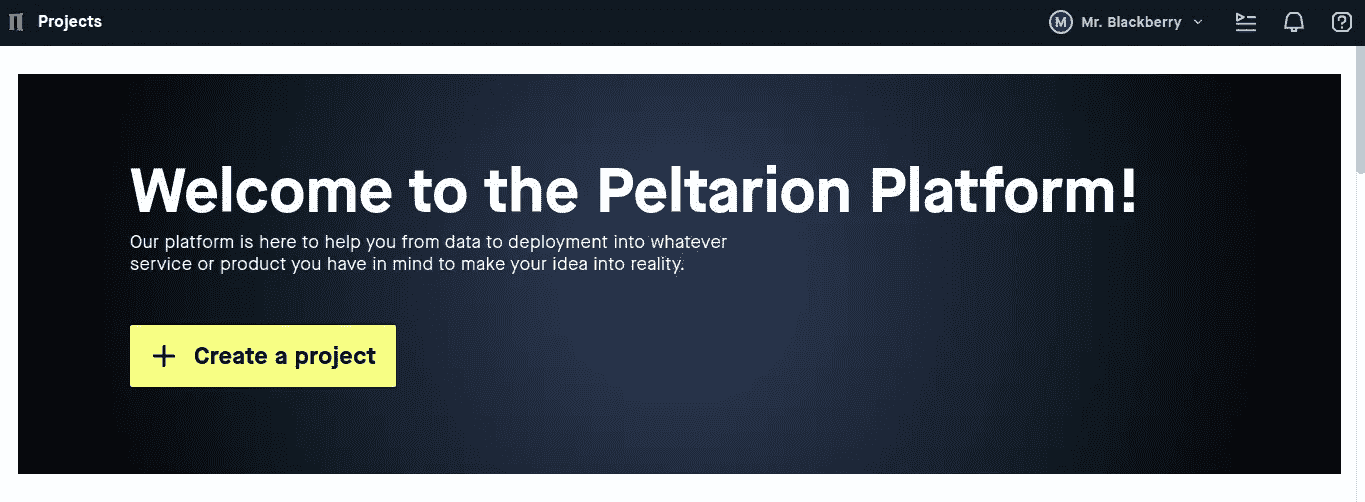 Projects
M Mr. Blackberry
Welcome to the Peltarion Platform!
Our platform is here to help you from data to deployment into whatever
service or product you have in mind to make your idea into reality.
+ Create a project